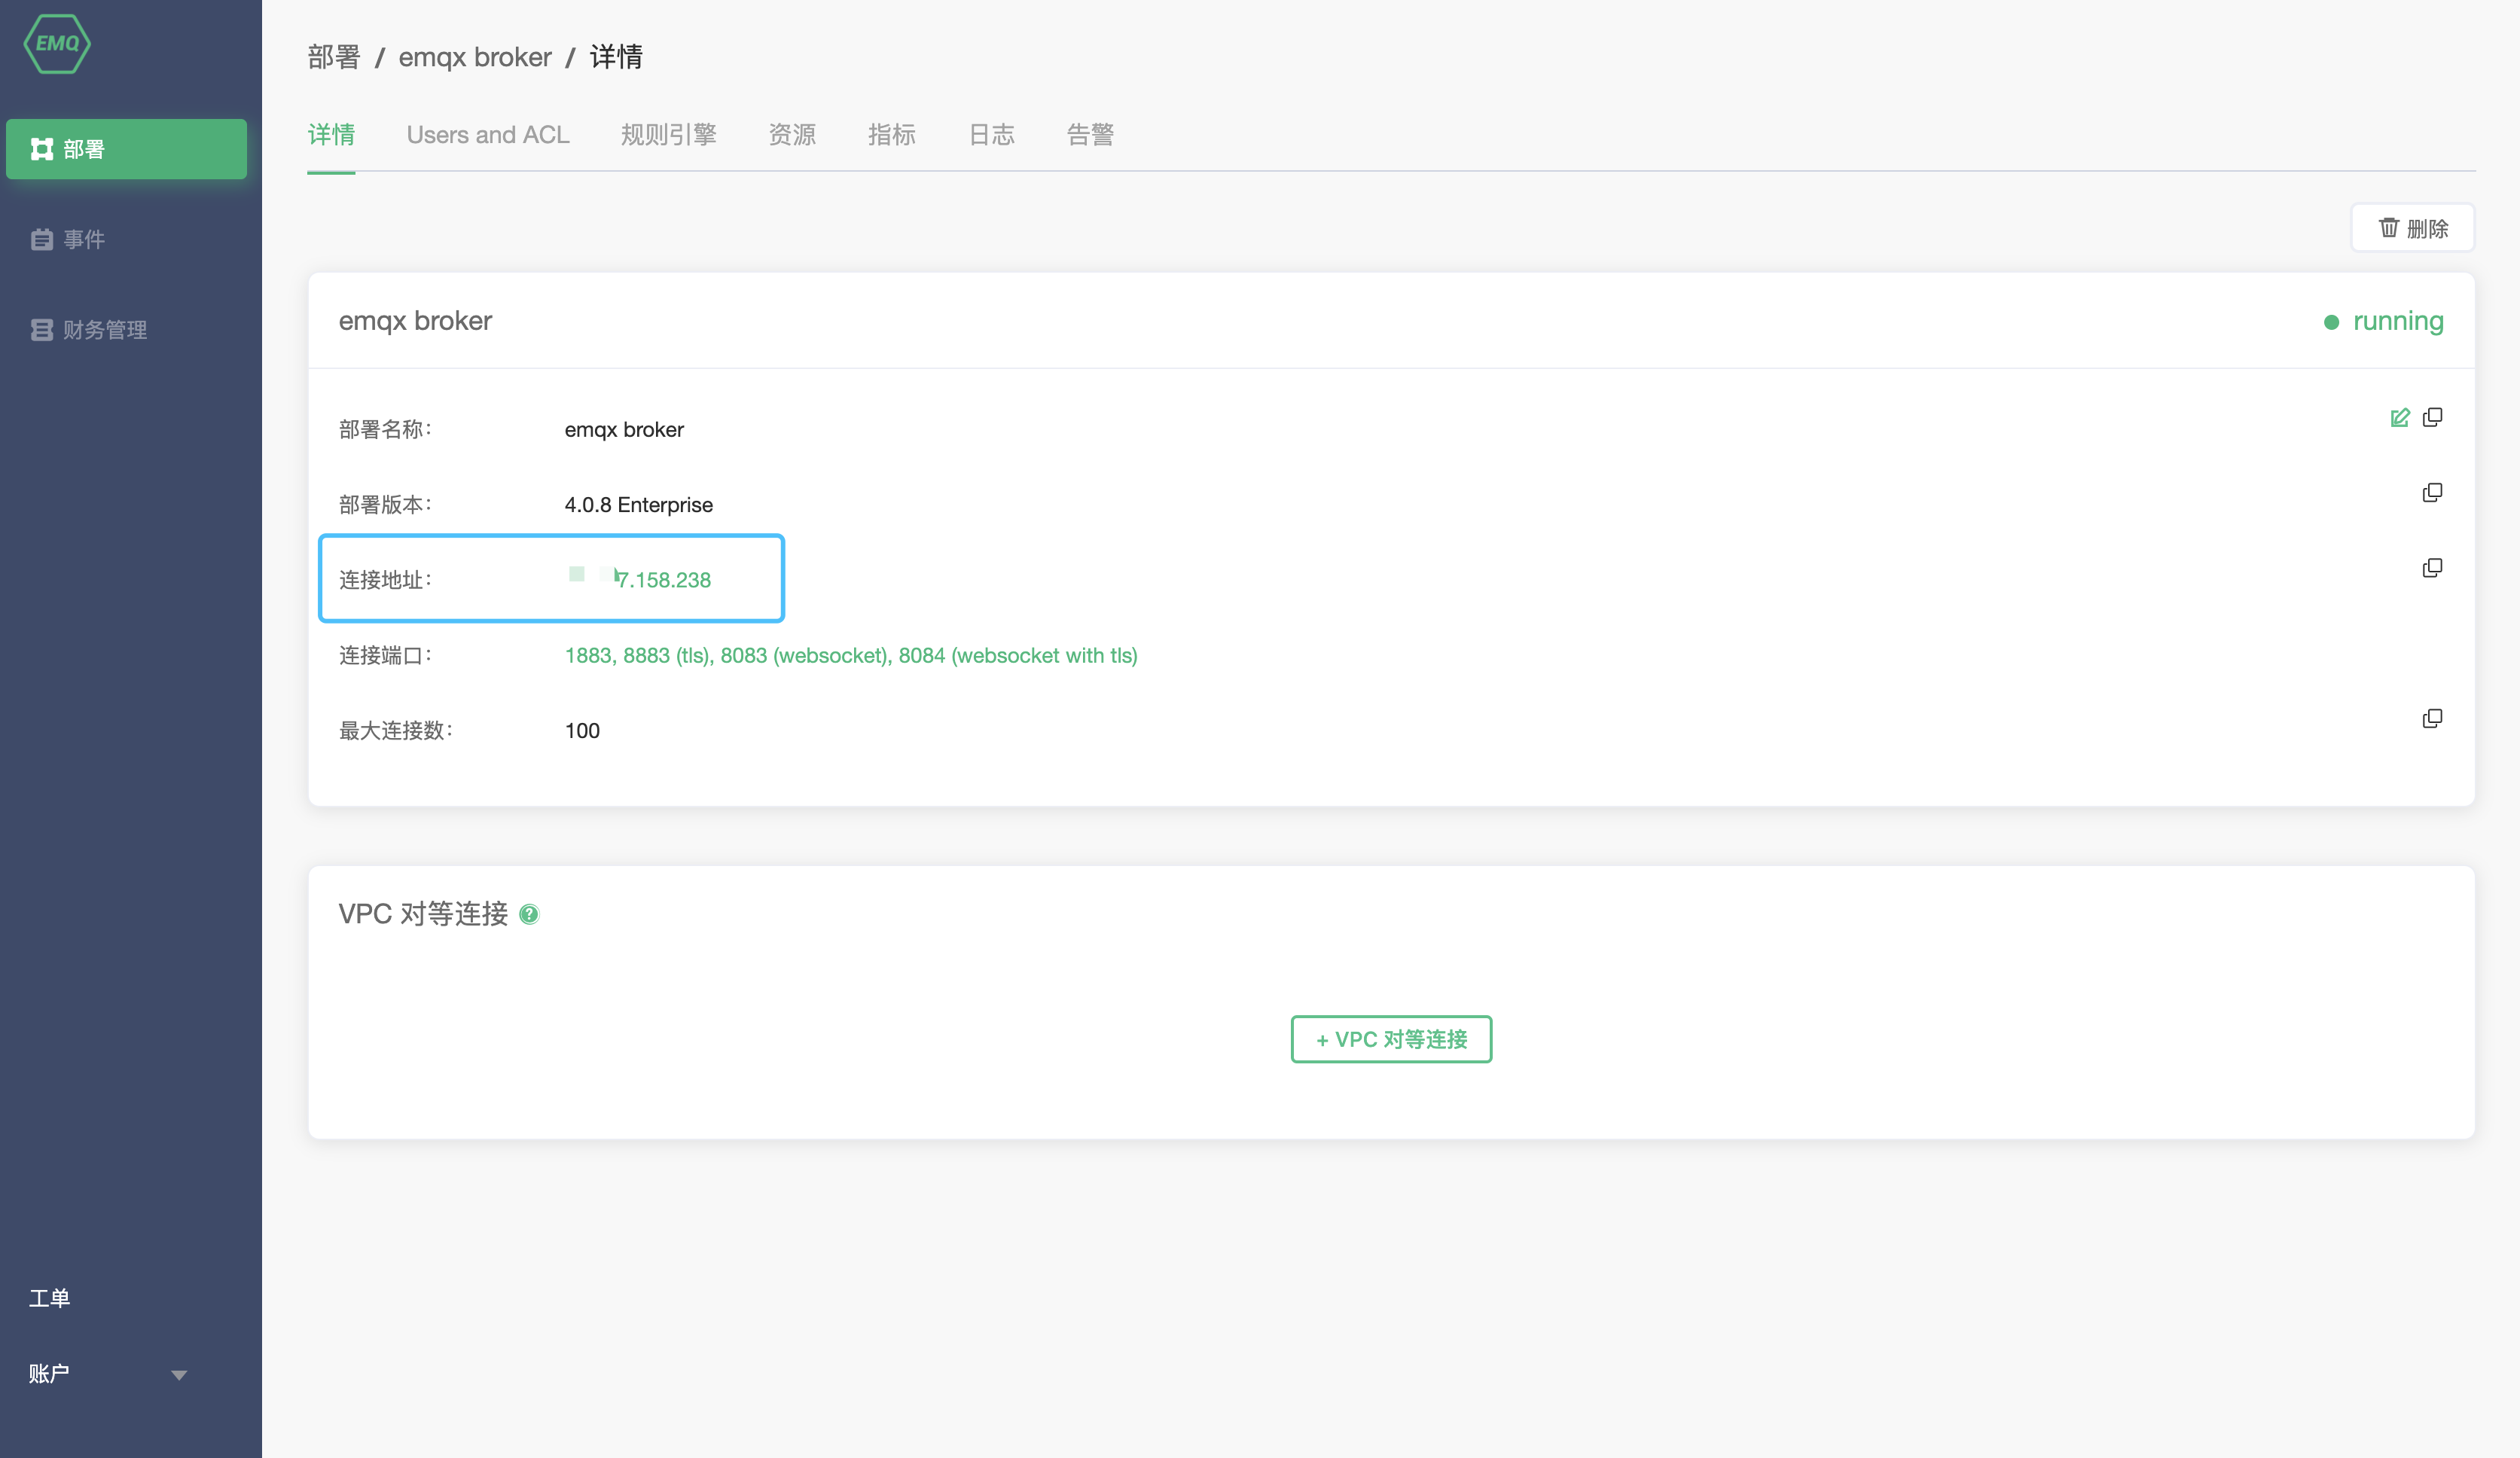 EMQ
部署
事件
财务管理
工单
账户
部署 / emqx broker / 详情
详情 Users and ACL 规则引擎 资源 指标 日志 告警
删除
emqx broker
running
部署名称: emqx broker
部署版本: 4.0.8 Enterprise
连接地址: 7.158.238
连接端口: 1883, 8883 (tls), 8083 (websocket), 8084 (websocket with tls)
最大连接数: 100
VPC 对等连接 ?
+ VPC 对等连接